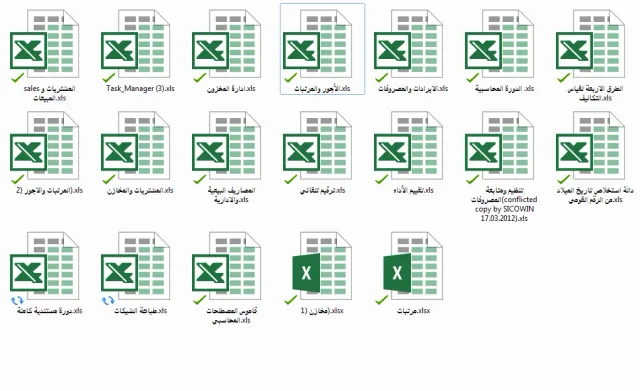 المشتريات و sales
المبيعات.xls
Task_Manager (3).xls
ادارة المخزون.xls
الأجور والمرتبات.xls
الايرادات والمصروفات.xls
الدورة المحاسبية.xls
الطرق الاربعة لقياس
التكاليف.xls
المرتبات والاجور (2).xls
المشتريات والمخازن.xls
المصاريف البيعية
والادارية.xls
ترقيم تلقائي.xls
تقييم الأداء.xls
تنظيم ومتابعة
المصروفات(conflicted
copy by SICOWIN
17.03.2012).xls
دالة استخلاص تاريخ الميلاد
من الرقم القومي.xls
دورة مستندية كاملة.xls
طباعة الشيكات.xls
قاموس المصطلحات
المحاسبي.xls
مخازن (1).xlsx
مرتبات.xlsx